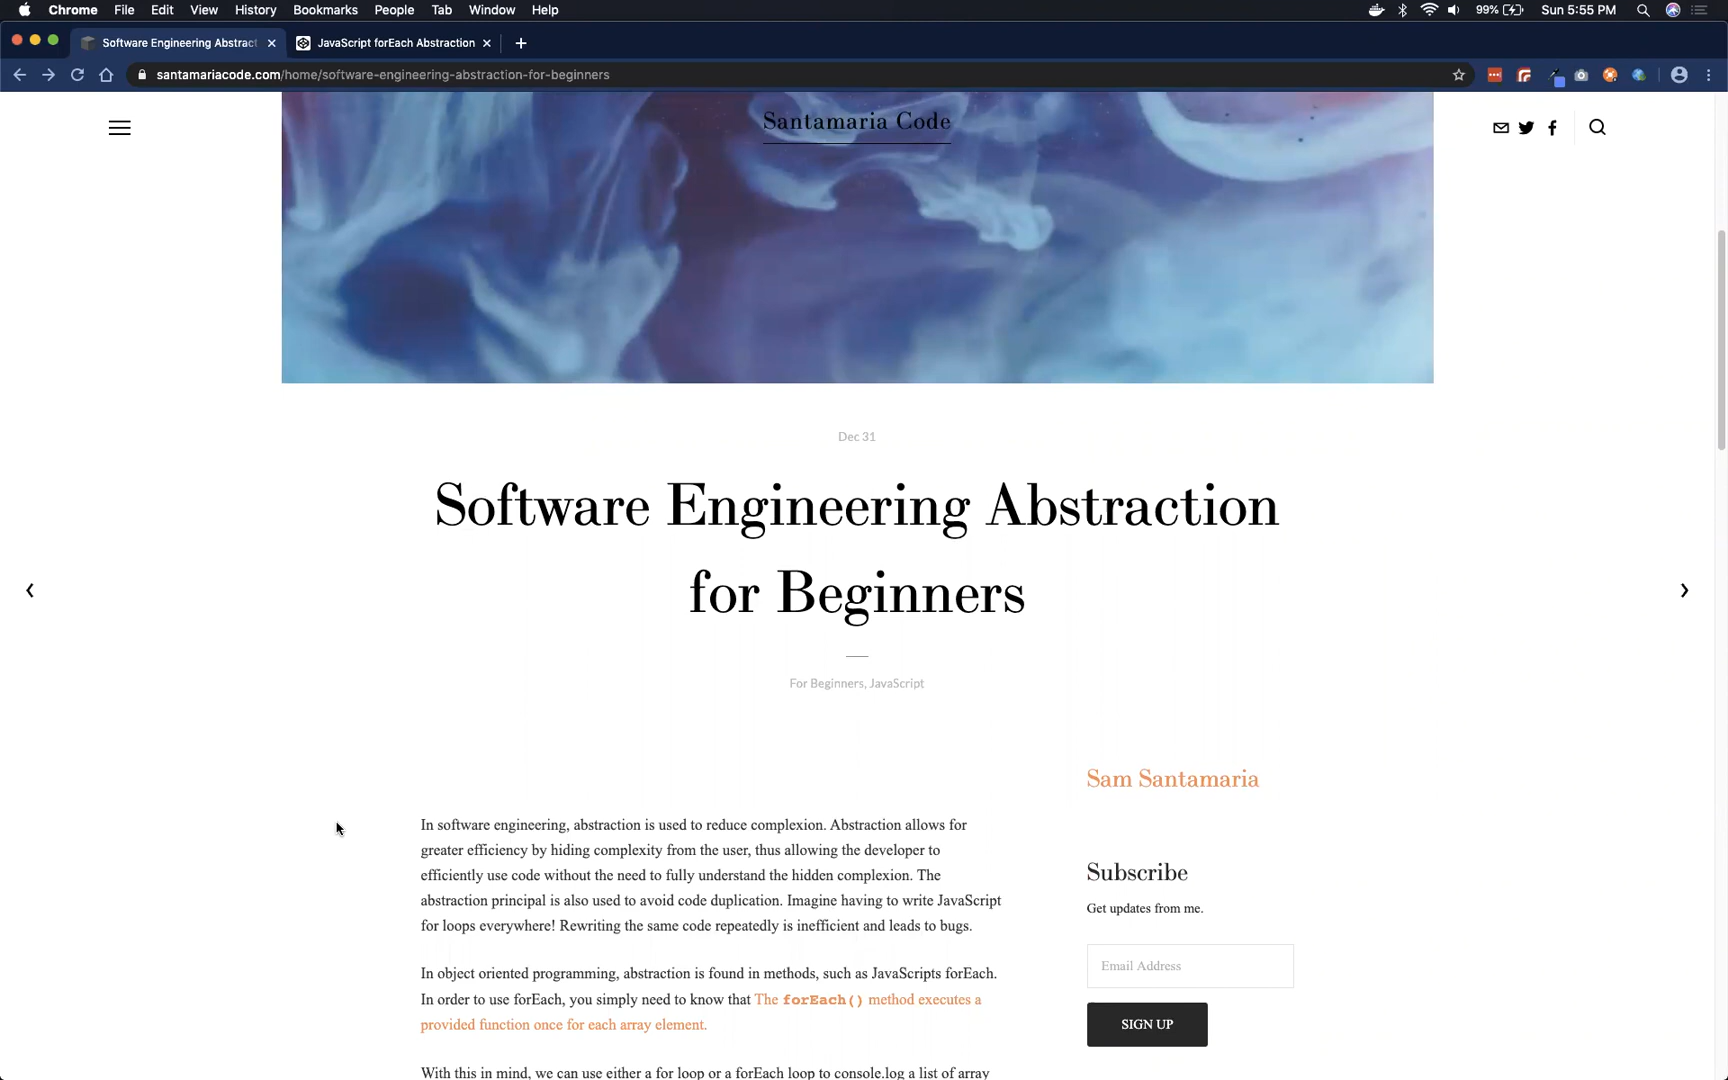 Chrome File Edit View History Bookmarks People Tab Window Help 99% Sun 5:55 PM
Software Engineering Abstract JavaScript forEach Abstraction
santamariacode.com/home/software-engineering-abstraction-for-beginners
Santamaria Code
Dec 31
Software Engineering Abstraction
for Beginners
For Beginners, JavaScript
Sam Santamaria
In software engineering, abstraction is used to reduce complexion. Abstraction allows for
greater efficiency by hiding complexity from the user, thus allowing the developer to
efficiently use code without the need to fully understand the hidden complexion. The
abstraction principal is also used to avoid code duplication. Imagine having to write JavaScript
for loops everywhere! Rewriting the same code repeatedly is inefficient and leads to bugs.
In object oriented programming, abstraction is found in methods, such as JavaScripts forEach.
In order to use forEach, you simply need to know that The forEach() method executes a
provided function once for each array element.
With this in mind, we can use either a for loop or a forEach loop to console.log a list of array
Subscribe
Get updates from me.
Email Address
SIGN UP